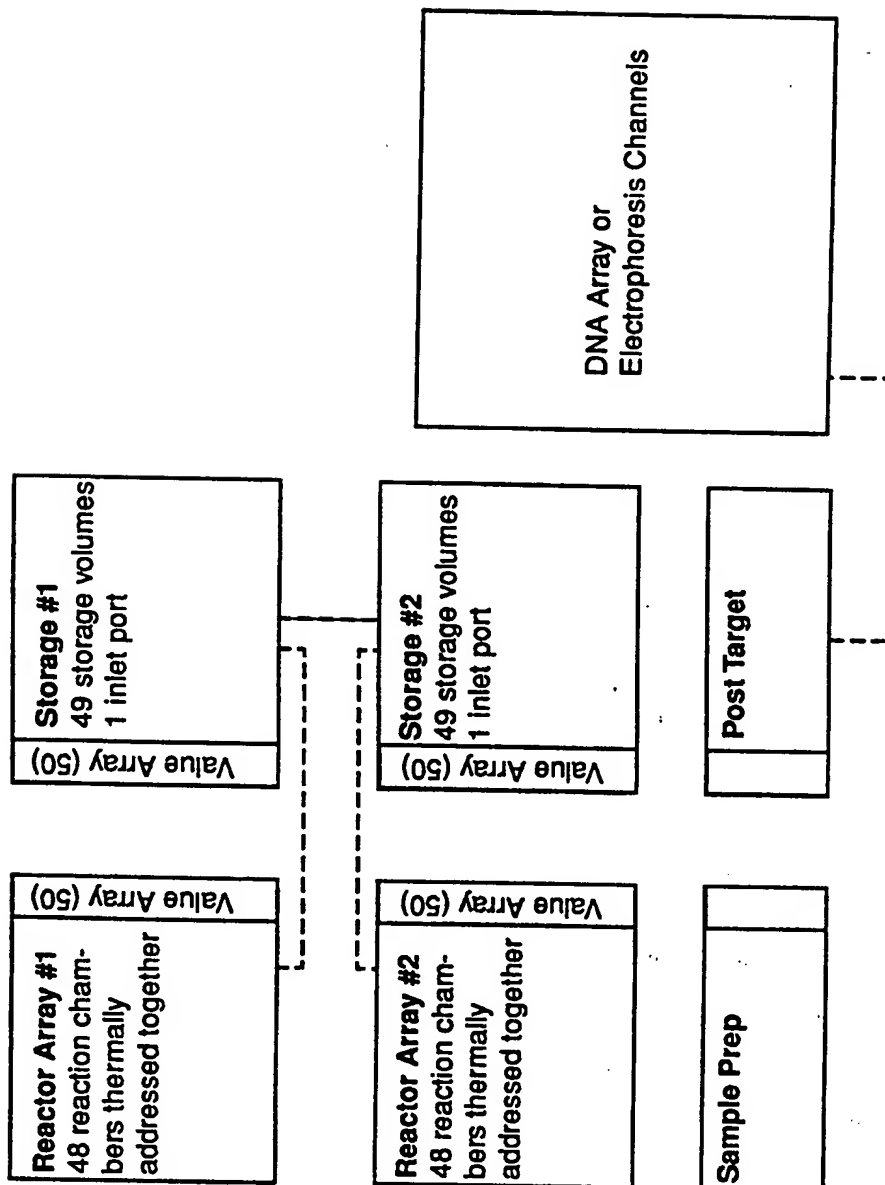 Reactor Array #1
48 reaction cham-
bers thermally
addressed together
Value Array (50)
Value Array (50)
Storage #1
49 storage volumes
1 inlet port
Reactor Array #2
48 reaction cham-
bers thermally
addressed together
Value Array (50)
Value Array (50)
Storage #2
49 storage volumes
1 inlet port
Sample Prep
Post Target
DNA Array or
Electrophoresis Channels